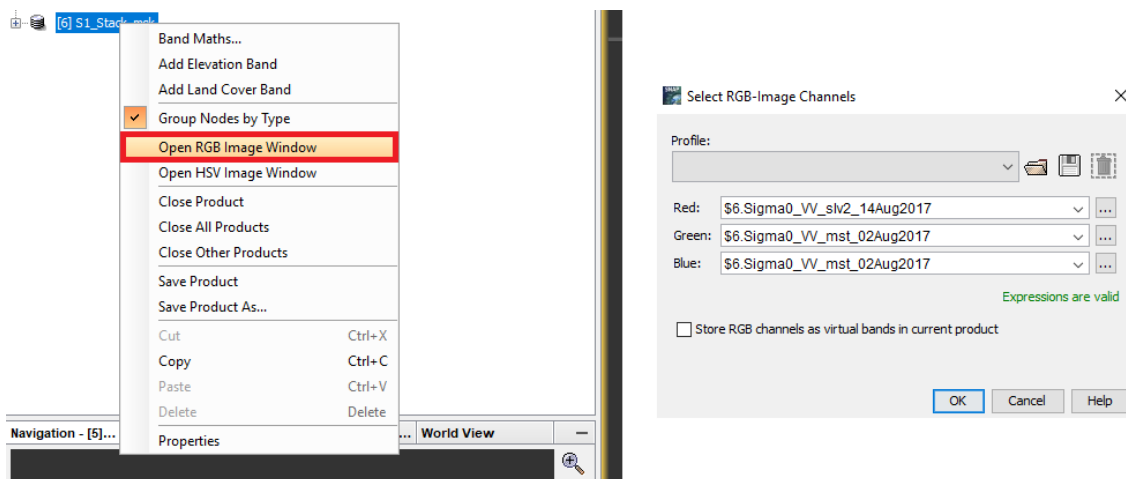 [6] S1_Stack_msk
Band Maths...
Add Elevation Band
Add Land Cover Band
Group Nodes by Type
Open RGB Image Window
Open HSV Image Window
Close Product
Close All Products
Close Other Products
Save Product
Save Product As...
Cut Ctrl+X
Copy Ctrl+C
Paste Ctrl+V
Delete Delete
Properties
Navigation - [5]...
... World View
SNAP
Select RGB-Image Channels
Profile:
Red: $6.Sigma0_VV_slv2_14Aug2017 ...
Green: $6.Sigma0_VV_mst_02Aug2017 ...
Blue: $6.Sigma0_VV_mst_02Aug2017 ...
Expressions are valid
Store RGB channels as virtual bands in current product
OK Cancel Help